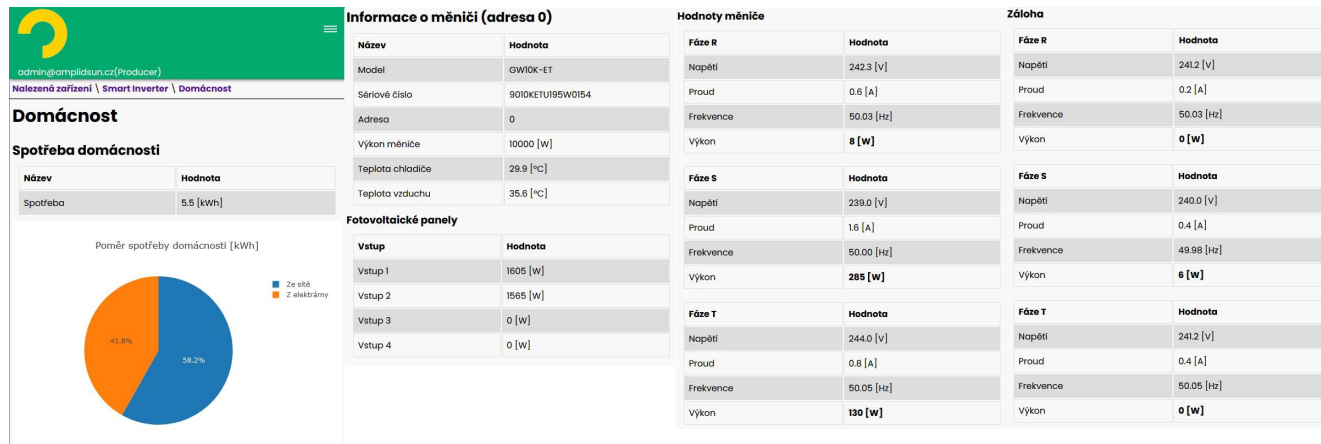 admin@amplidsun.cz(Producer)
Nalezená zařízení \ Smart Inverter \ Domácnost
Domácnost
Spotřeba domácnosti
Název Hodnota
Spotřeba 5.5 [kWh]
Poměr spotřeby domácnosti [kWh]
Ze sítě
Z elektrárny
41.8%
58.2%
Informace o měniči (adresa 0)
Název Hodnota
Model GW10K-ET
Sériové číslo 9010KETU195W0154
Adresa 0
Výkon měniče 10000 [W]
Teplota chladiče 29.9 [°C]
Teplota vzduchu 35.6 [°C]
Fotovoltaické panely
Vstup Hodnota
Vstup 1 1605 [W]
Vstup 2 1565 [W]
Vstup 3 0 [W]
Vstup 4 0 [W]
Hodnoty měniče
Fáze R Hodnota
Napětí 242.3 [V]
Proud 0.6 [A]
Frekvence 50.03 [Hz]
Výkon 8 [W]
Fáze S Hodnota
Napětí 239.0 [V]
Proud 1.6 [A]
Frekvence 50.00 [Hz]
Výkon 285 [W]
Fáze T Hodnota
Napětí 244.0 [V]
Proud 0.8 [A]
Frekvence 50.05 [Hz]
Výkon 130 [W]
Záloha
Fáze R Hodnota
Napětí 241.2 [V]
Proud 0.2 [A]
Frekvence 50.03 [Hz]
Výkon 0 [W]
Fáze S Hodnota
Napětí 240.0 [V]
Proud 0.4 [A]
Frekvence 49.98 [Hz]
Výkon 6 [W]
Fáze T Hodnota
Napětí 241.2 [V]
Proud 0.4 [A]
Frekvence 50.05 [Hz]
Výkon 0 [W]